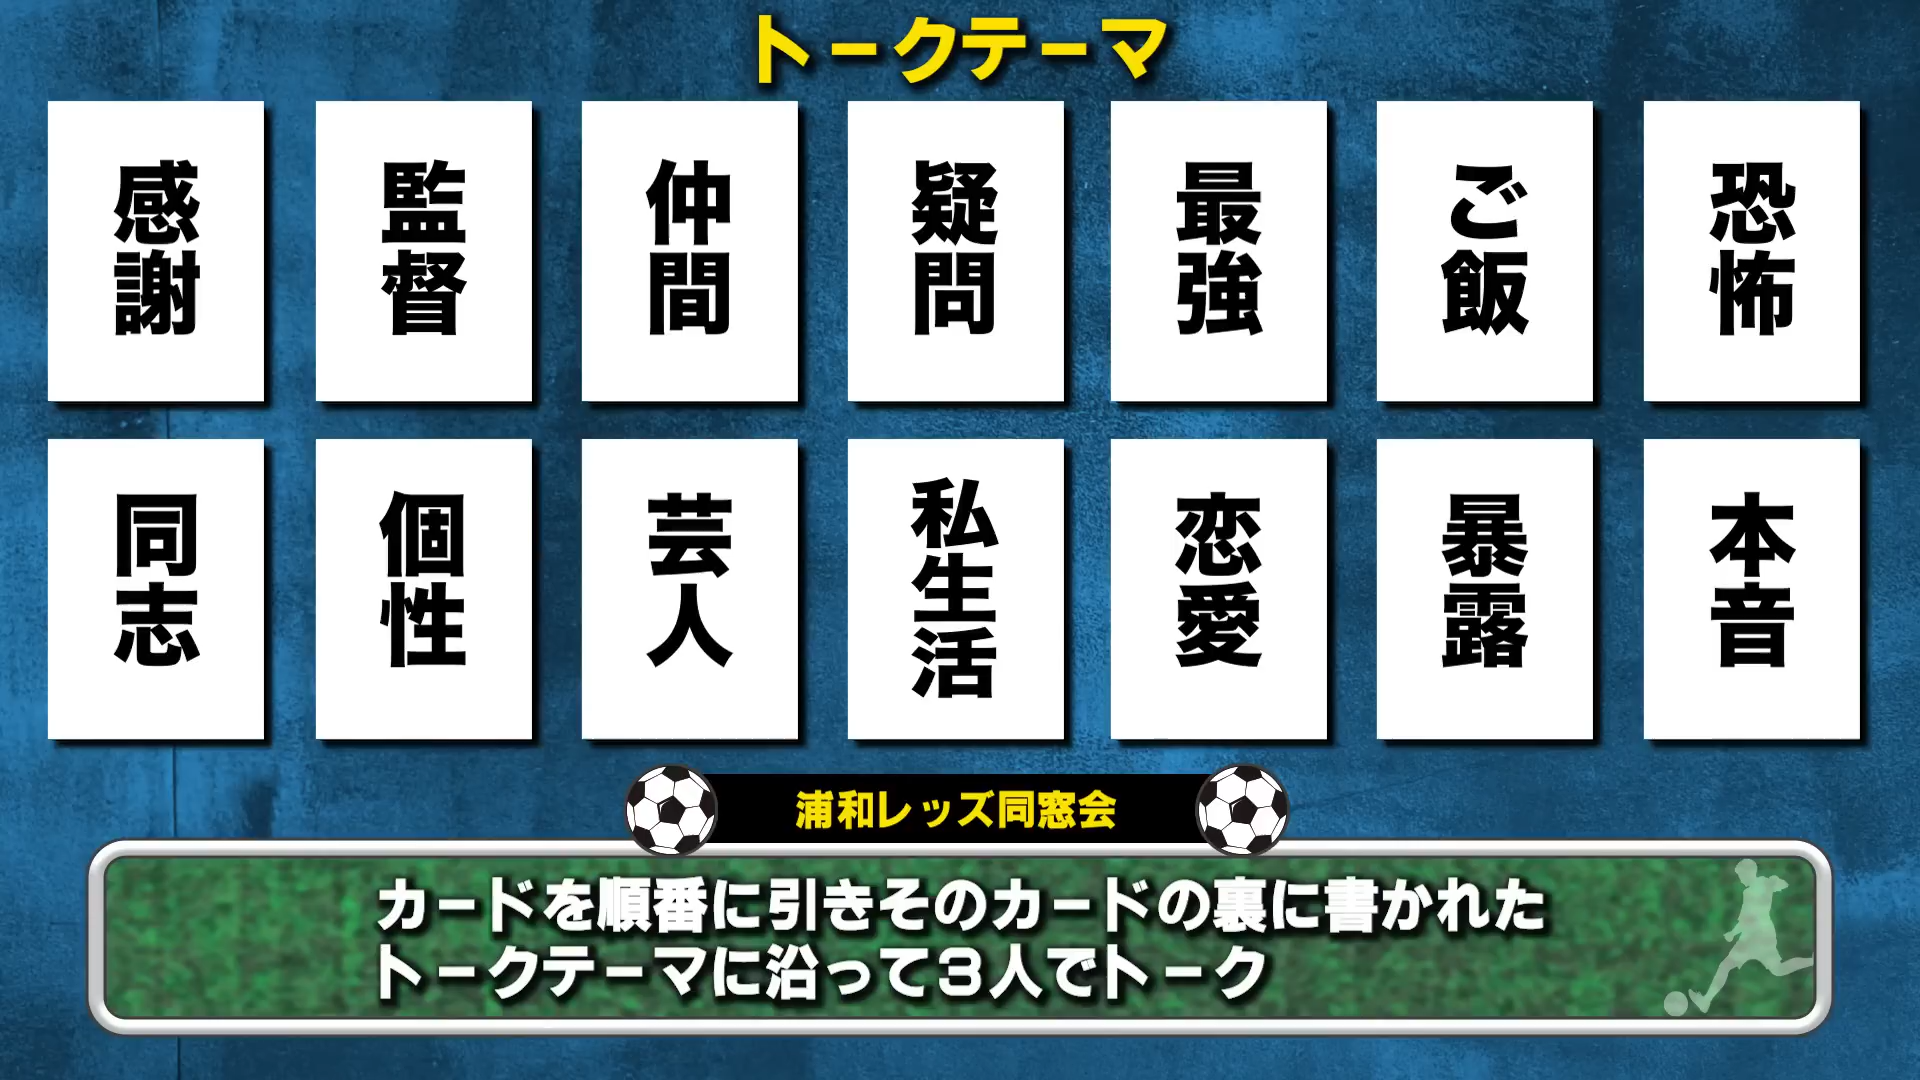 トークテーマ
感謝
監督
仲間
疑問
最強
ご飯
恐怖
同志
個性
芸人
私生活
恋愛
暴露
本音
浦和レッズ同窓会
カードを順番に引きそのカードの裏に書かれた
トークテーマに沿って3人でトーク